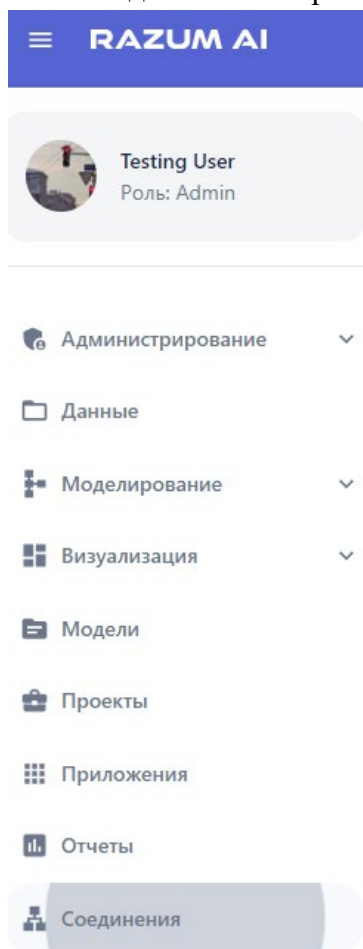 RAZUM AI
Testing User
Роль: Admin
Администрирование
Данные
Моделирование
Визуализация
Модели
Проекты
Приложения
Отчеты
Соединения